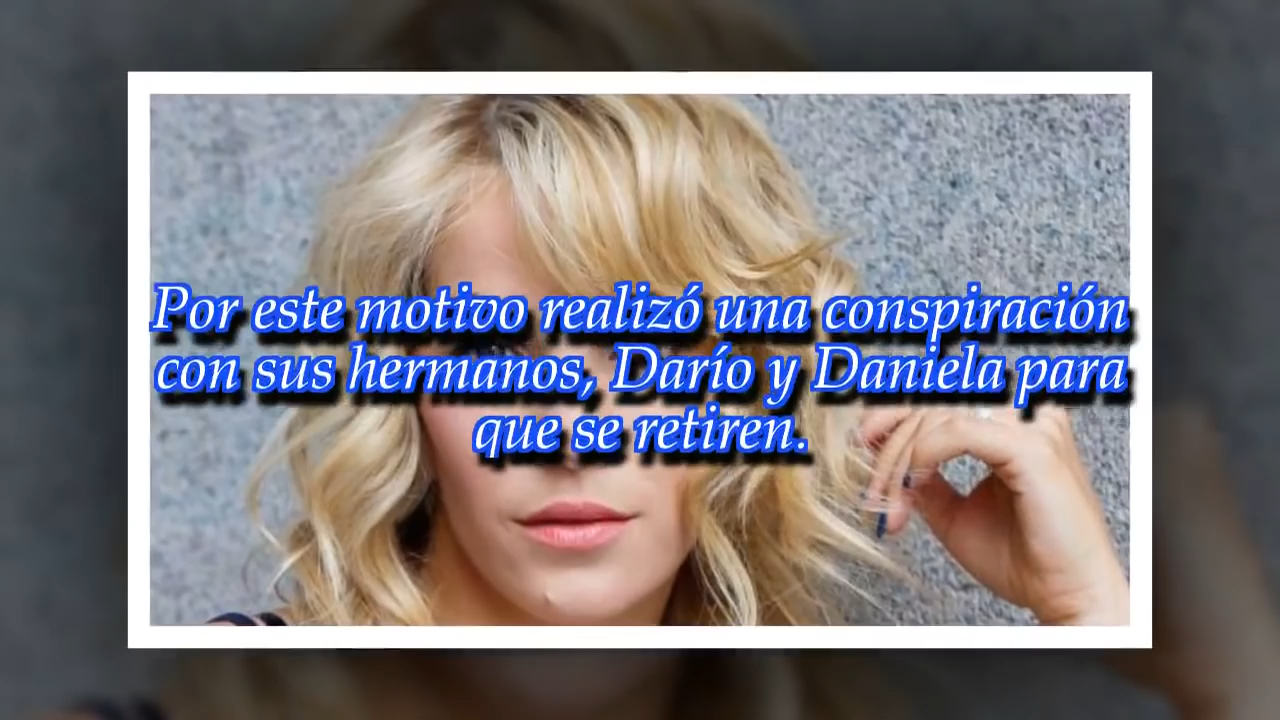 Por este motivo realizó una conspiración
con sus hermanos, Darío y Daniela para
que se retiren.